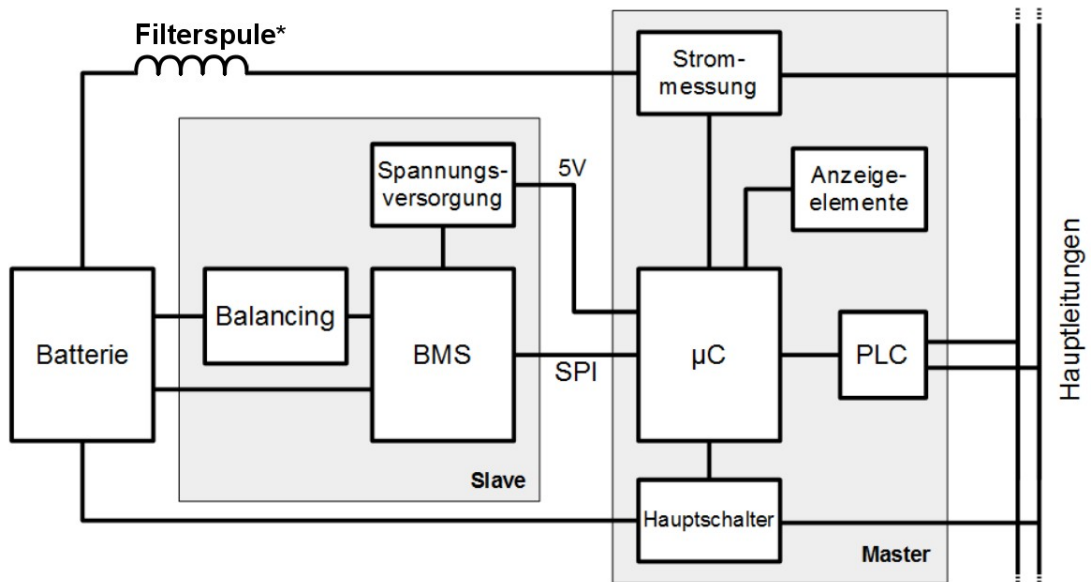 Filterspule*
Strom-
messung
Spannungs-
versorgung
5V
Anzeige-
elemente
Batterie
Balancing
BMS
SPI
µC
PLC
Hauptleitungen
Slave
Hauptschalter
Master